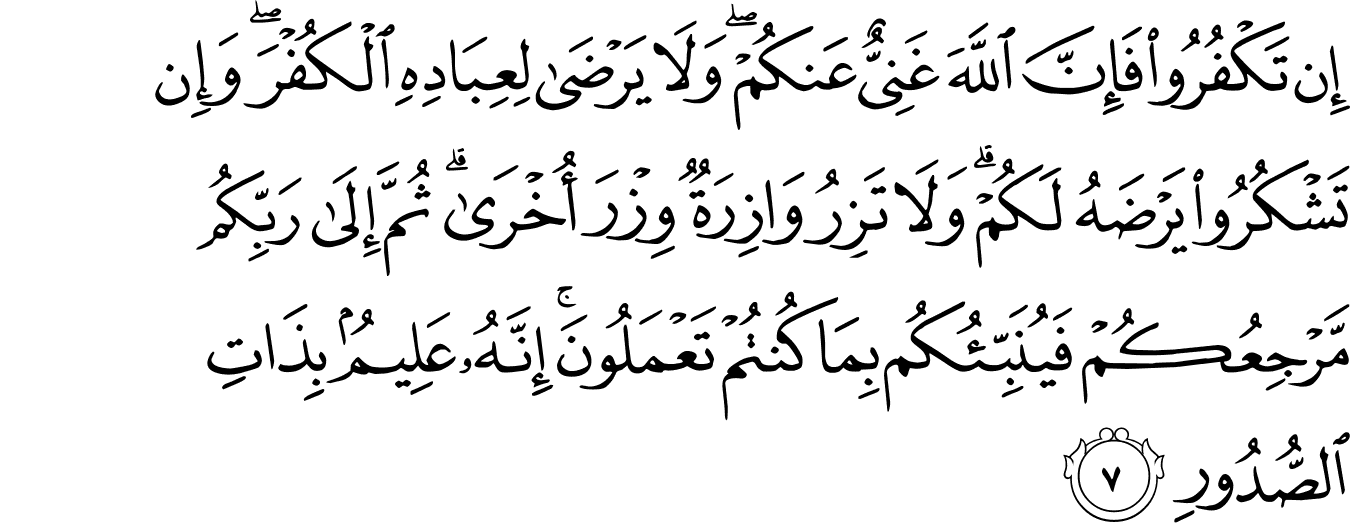 إِن تَكْفُرُوا۟ فَإِنَّ ٱللَّهَ غَنِىٌّ عَنكُمْ ۖ وَلَا يَرْضَىٰ لِعِبَادِهِ ٱلْكُفْرَ ۖ وَإِن
تَشْكُرُوا۟ يَرْضَهُ لَكُمْ ۗ وَلَا تَزِرُ وَازِرَةٌ وِزْرَ أُخْرَىٰ ۗ ثُمَّ إِلَىٰ رَبِّكُم
مَّرْجِعُكُمْ فَيُنَبِّئُكُم بِمَا كُنتُمْ تَعْمَلُونَ ۚ إِنَّهُۥ عَلِيمٌۢ بِذَاتِ
ٱلصُّدُورِ ٧